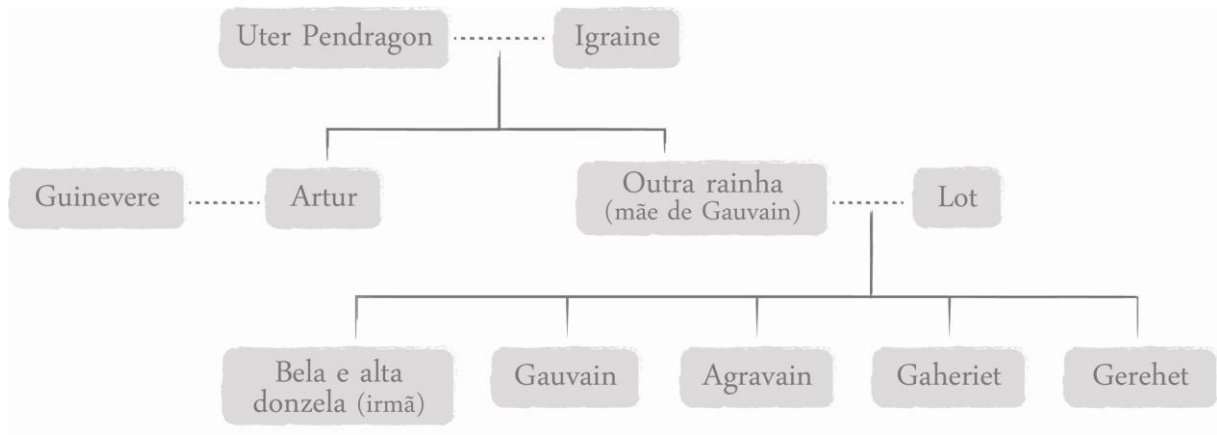 Uter Pendragon
Igraine
Guinevere
Artur
Outra rainha
(mãe de Gauvain)
Lot
Bela e alta
donzela (irmã)
Gauvain
Agravain
Gaheriet
Gerehet